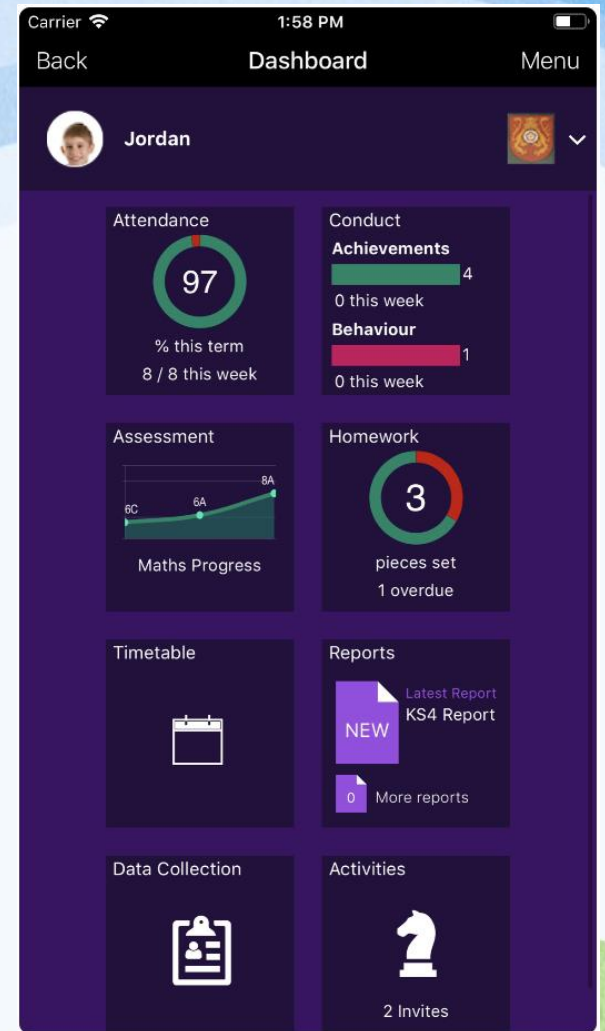 Carrier 1:58 PM
Back Dashboard Menu
Jordan
Attendance
97
% this term
8 / 8 this week
Conduct
Achievements
4
0 this week
Behaviour
1
0 this week
Assessment
6C 6A 8A
Maths Progress
Homework
3
pieces set
1 overdue
Timetable
Reports
NEW
Latest Report
KS4 Report
0 More reports
Data Collection
Activities
2 Invites